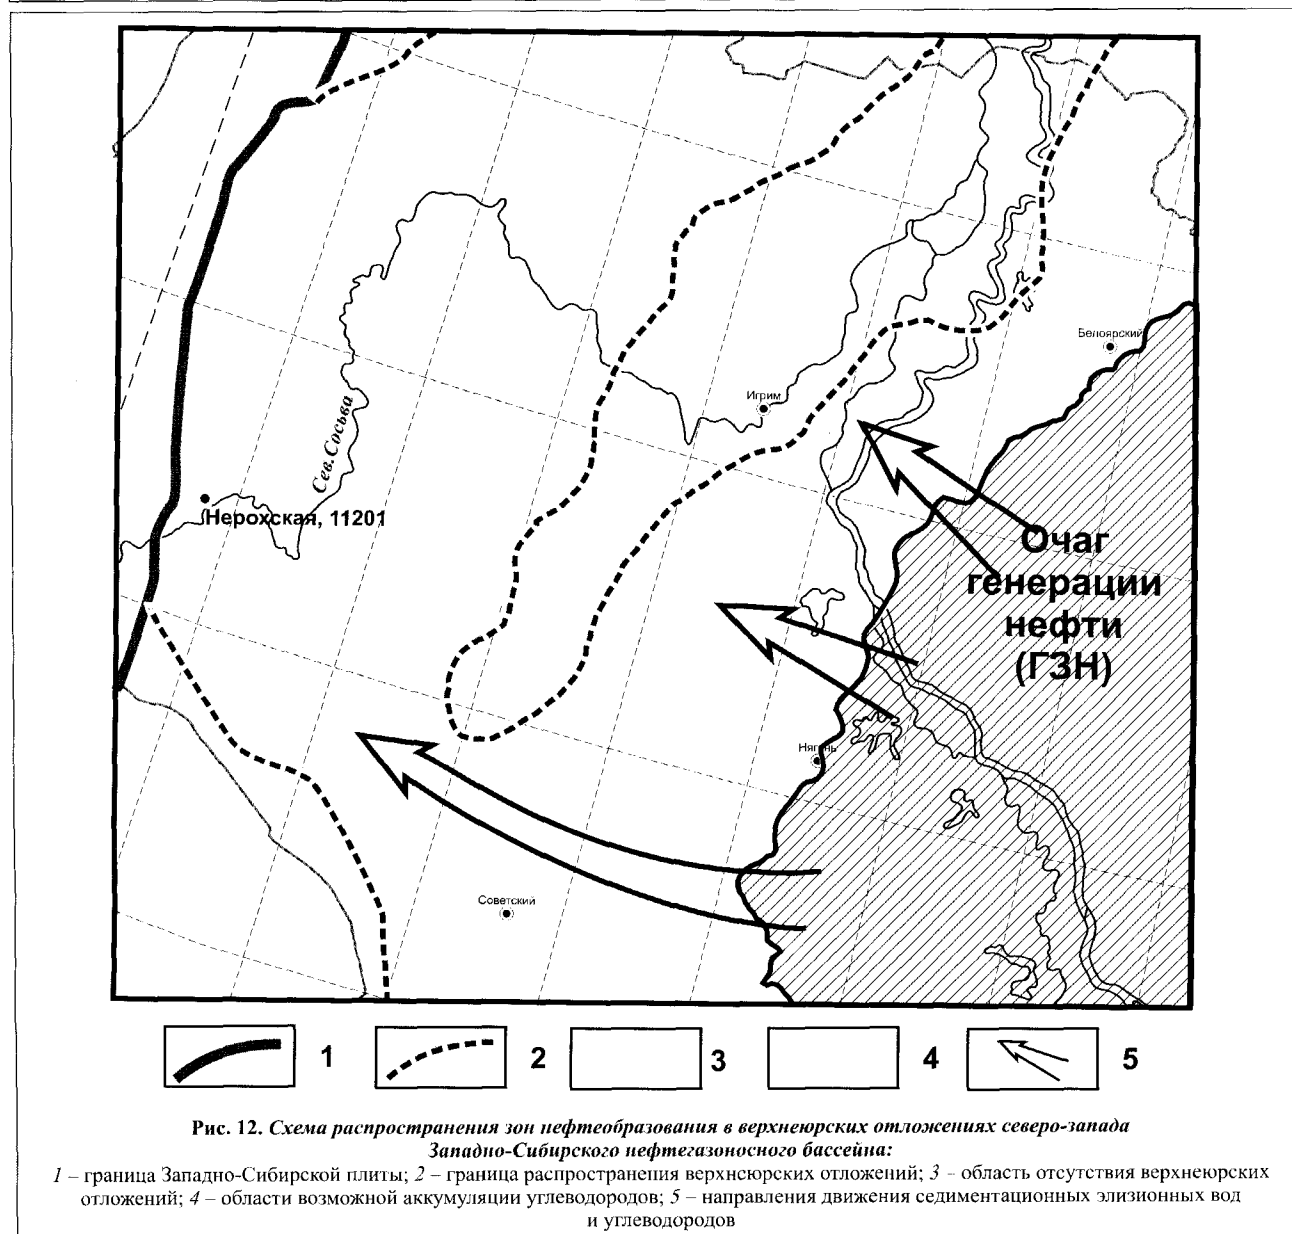 Белоярский
Игрим
Сев.Сосьва
Нерохская, 11201
Очаг
генерации
нефти
(ГЗН)
Нягань
Советский
1
2
3
4
5
Рис. 12. Схема распространения зон нефтеобразования в верхнеюрских отложениях северо-запада
Западно-Сибирского нефтегазоносного бассейна:
1 – граница Западно-Сибирской плиты; 2 – граница распространения верхнеюрских отложений; 3 – область отсутствия верхнеюрских
отложений; 4 – области возможной аккумуляции углеводородов; 5 – направления движения седиментационных элизионных вод
и углеводородов